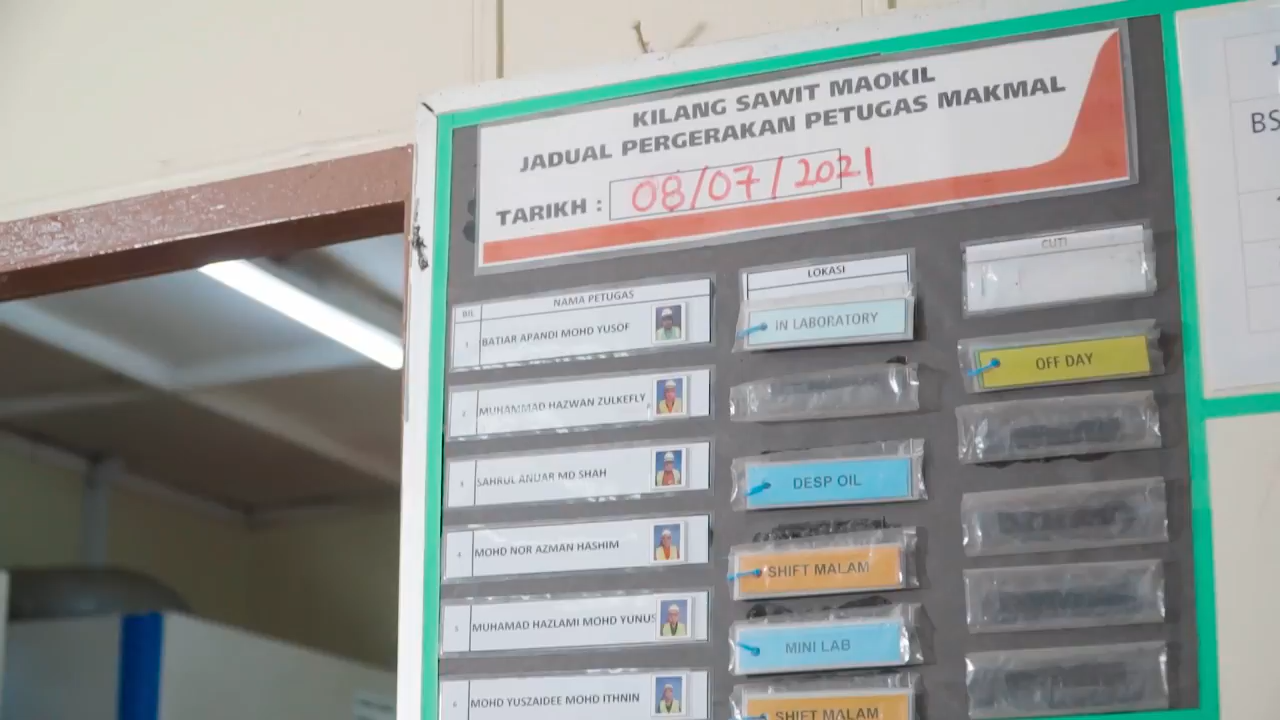 KILANG SAWIT MAOKIL
JADUAL PERGERAKAN PETUGAS MAKMAL
TARIKH : 08/07/2021
BIL NAMA PETUGAS LOKASI CUTI
1 BATIAR APANDI MOHD YUSOF IN LABORATORY
2 MUHAMMAD HAZWAN ZULKEFLY OFF DAY
3 SAHRUL ANUAR MD SHAH DESP OIL
4 MOHD NOR AZMAN HASHIM SHIFT MALAM
5 MUHAMAD HAZLAMI MOHD YUNUS MINI LAB
6 MOHD YUSZAIDEE MOHD ITHNIN SHIFT MALAM
BS